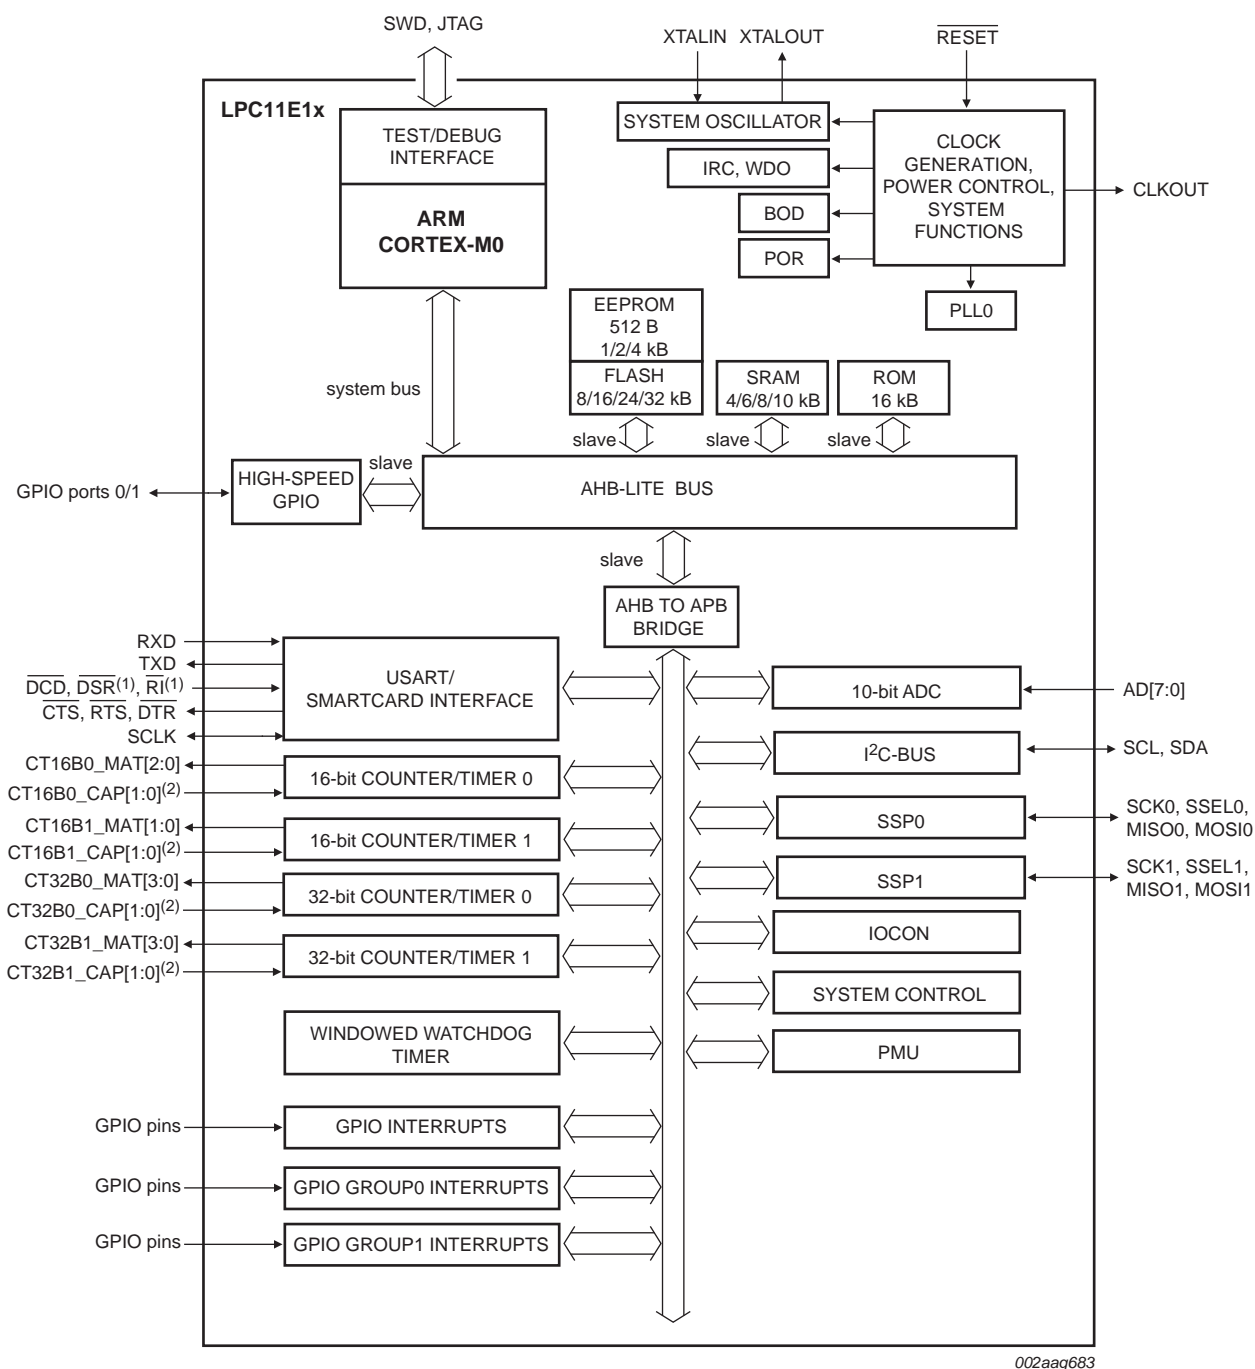 SWD, JTAG
XTALIN XTALOUT
RESET
LPC11E1x
TEST/DEBUG
INTERFACE
ARM
CORTEX-M0
SYSTEM OSCILLATOR
IRC, WDO
BOD
POR
CLOCK
GENERATION,
POWER CONTROL,
SYSTEM
FUNCTIONS
CLKOUT
PLL0
system bus
EEPROM
512 B
1/2/4 kB
FLASH
8/16/24/32 kB
SRAM
4/6/8/10 kB
ROM
16 kB
slave
slave
slave
GPIO ports 0/1
HIGH-SPEED
GPIO
slave
AHB-LITE BUS
slave
AHB TO APB
BRIDGE
RXD
TXD
DCD, DSR(1), RI(1)
CTS, RTS, DTR
SCLK
USART/
SMARTCARD INTERFACE
10-bit ADC
AD[7:0]
CT16B0_MAT[2:0]
CT16B0_CAP[1:0](2)
16-bit COUNTER/TIMER 0
I2C-BUS
SCL, SDA
CT16B1_MAT[1:0]
CT16B1_CAP[1:0](2)
16-bit COUNTER/TIMER 1
SSP0
SCK0, SSEL0,
MISO0, MOSI0
CT32B0_MAT[3:0]
CT32B0_CAP[1:0](2)
32-bit COUNTER/TIMER 0
SSP1
SCK1, SSEL1,
MISO1, MOSI1
CT32B1_MAT[3:0]
CT32B1_CAP[1:0](2)
32-bit COUNTER/TIMER 1
IOCON
SYSTEM CONTROL
WINDOWED WATCHDOG
TIMER
PMU
GPIO pins
GPIO INTERRUPTS
GPIO pins
GPIO GROUP0 INTERRUPTS
GPIO pins
GPIO GROUP1 INTERRUPTS
002aag683